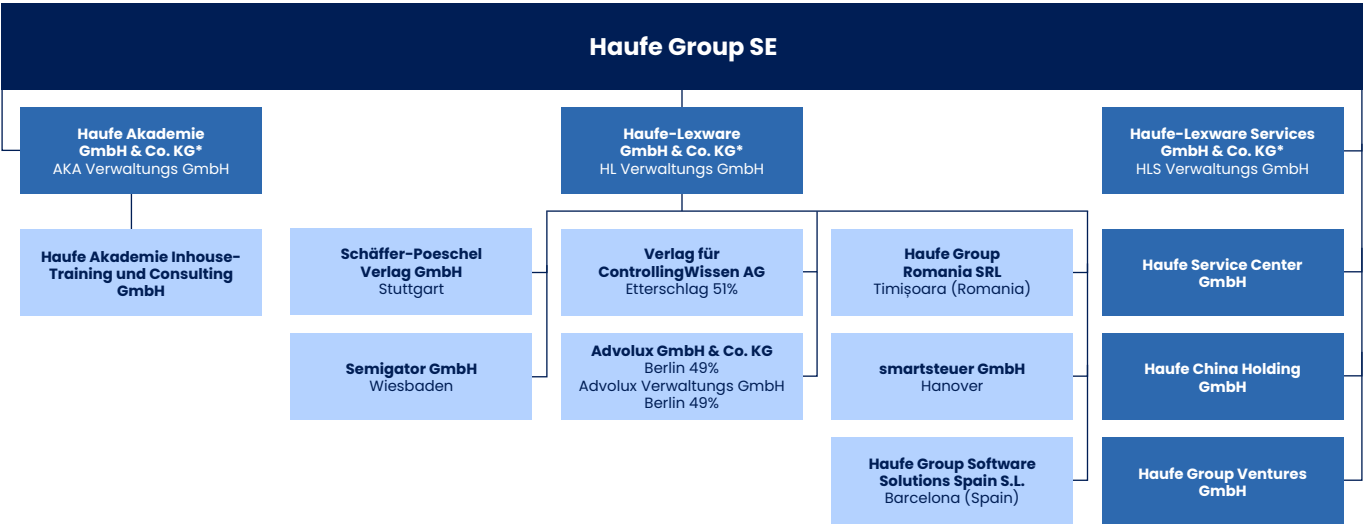 Haufe Group SE
Haufe Akademie
GmbH & Co. KG*
AKA Verwaltungs GmbH
Haufe-Lexware
GmbH & Co. KG*
HL Verwaltungs GmbH
Haufe-Lexware Services
GmbH & Co. KG*
HLS Verwaltungs GmbH
Haufe Akademie Inhouse-
Training und Consulting
GmbH
Schäffer-Poeschel
Verlag GmbH
Stuttgart
Verlag für
ControllingWissen AG
Etterschlag 51%
Haufe Group
Romania SRL
Timișoara (Romania)
Haufe Service Center
GmbH
Semigator GmbH
Wiesbaden
Advolux GmbH & Co. KG
Berlin 49%
Advolux Verwaltungs GmbH
Berlin 49%
smartsteuer GmbH
Hanover
Haufe China Holding
GmbH
Haufe Group Software
Solutions Spain S.L.
Barcelona (Spain)
Haufe Group Ventures
GmbH